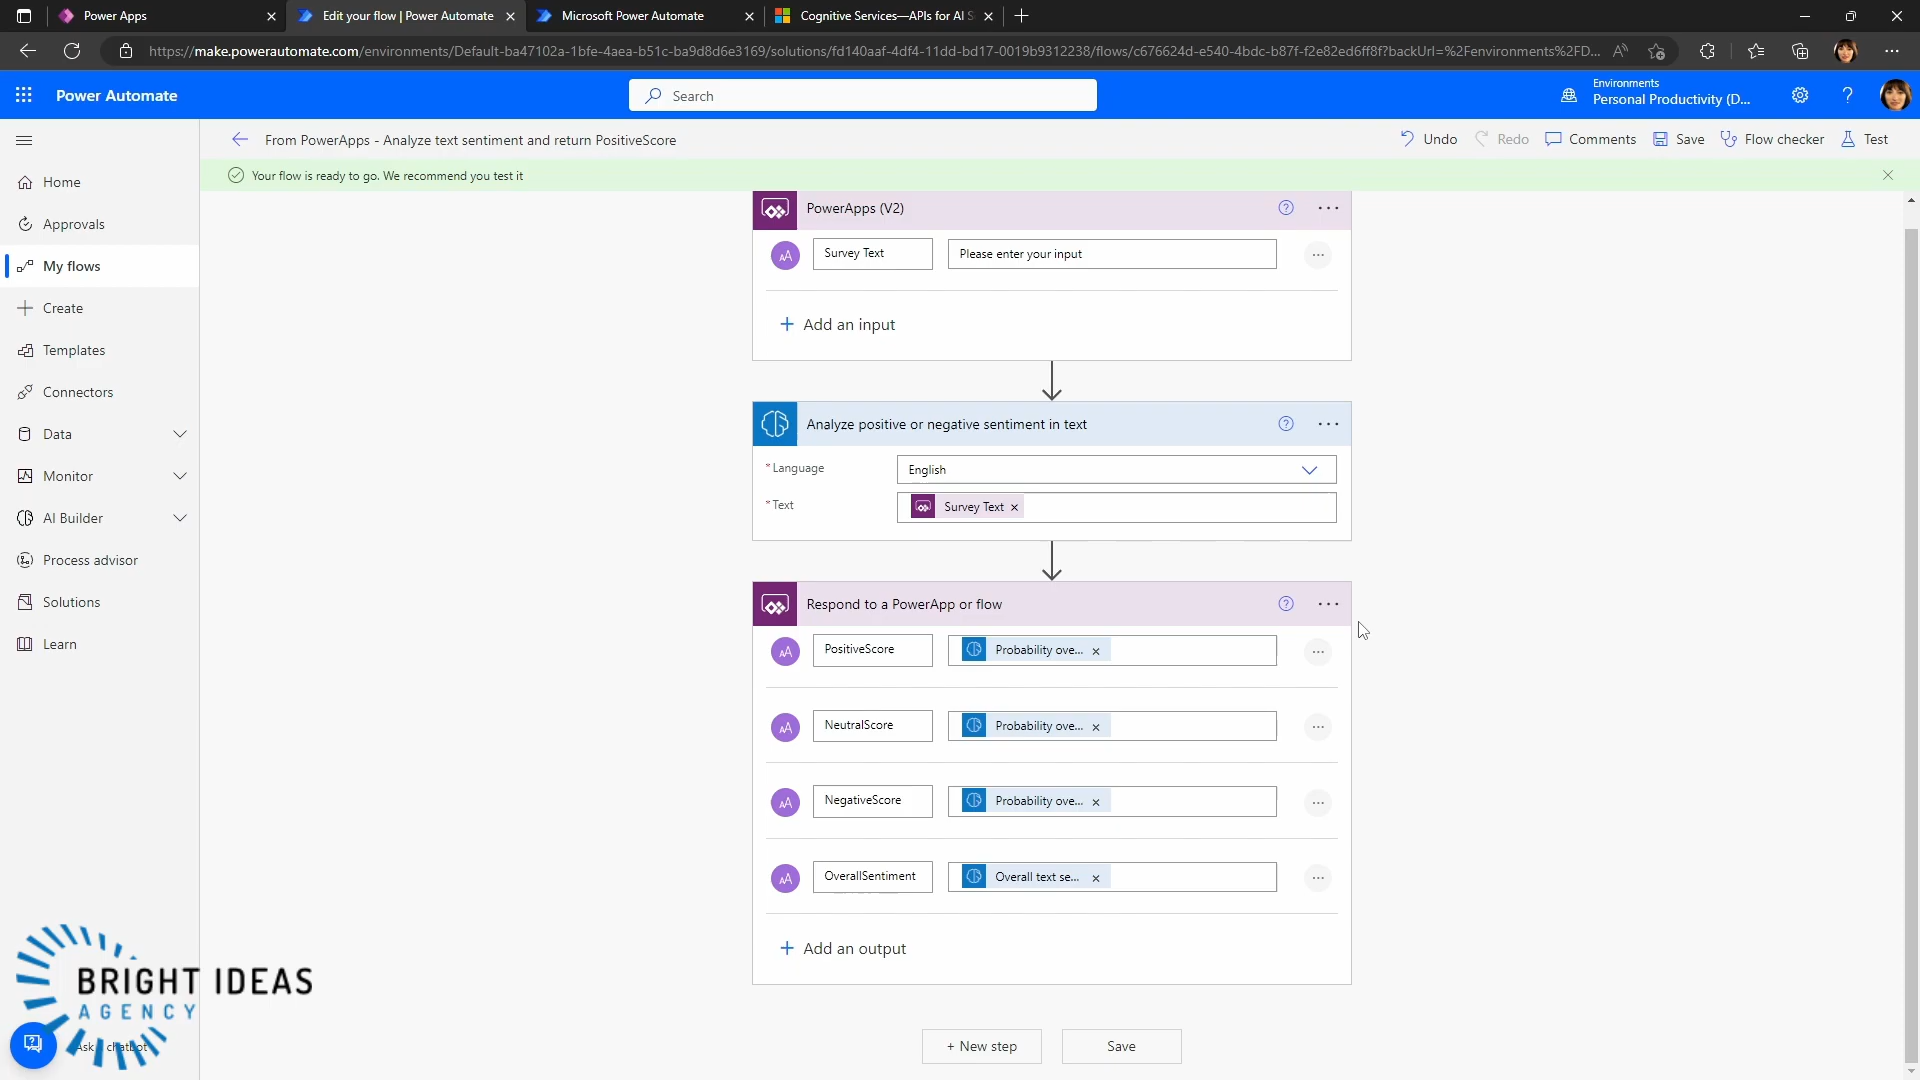 Power Apps
Edit your flow | Power Automate
Microsoft Power Automate
Cognitive Services—APIs for AI S
https://make.powerautomate.com/environments/Default-ba47102a-1bfe-4aea-b51c-ba9d8d6e3169/solutions/fd140aaf-4df4-11dd-bd17-0019b9312238/flows/c676624d-e540-4bdc-b87f-f2e82ed6ff8f?backUrl=%2Fenvironments%2FD...
Power Automate
Search
Environments
Personal Productivity (D...
From PowerApps - Analyze text sentiment and return PositiveScore
Undo
Redo
Comments
Save
Flow checker
Test
Your flow is ready to go. We recommend you test it
Home
Approvals
My flows
Create
Templates
Connectors
Data
Monitor
AI Builder
Process advisor
Solutions
Learn
PowerApps (V2)
Survey Text
Please enter your input
Add an input
Analyze positive or negative sentiment in text
* Language
English
* Text
Survey Text
Respond to a PowerApp or flow
PositiveScore
Probability ove...
NeutralScore
Probability ove...
NegativeScore
Probability ove...
OverallSentiment
Overall text se...
Add an output
+ New step
Save
BRIGHT IDEAS
AGENCY
chatbot